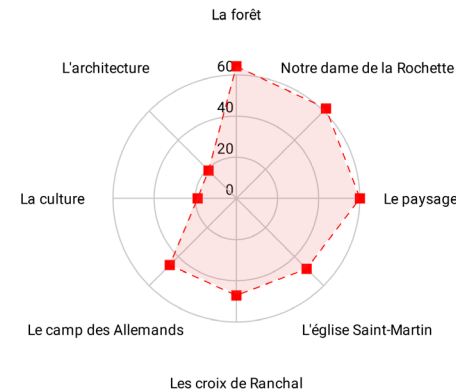 La forêt
L'architecture
Notre dame de la Rochette
60
40
20
0
La culture
Le paysage
Le camp des Allemands
L'église Saint-Martin
Les croix de Ranchal